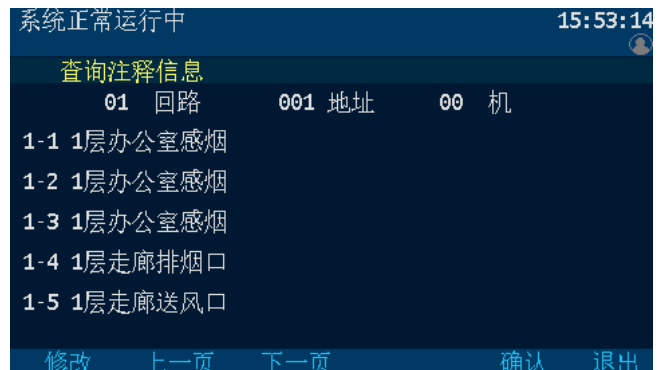 系统正常运行中 15:53:14
查询注释信息
01 回路 001 地址 00 机
1-1 1层办公室感烟
1-2 1层办公室感烟
1-3 1层办公室感烟
1-4 1层走廊排烟口
1-5 1层走廊送风口
修改 上一页 下一页 确认 退出